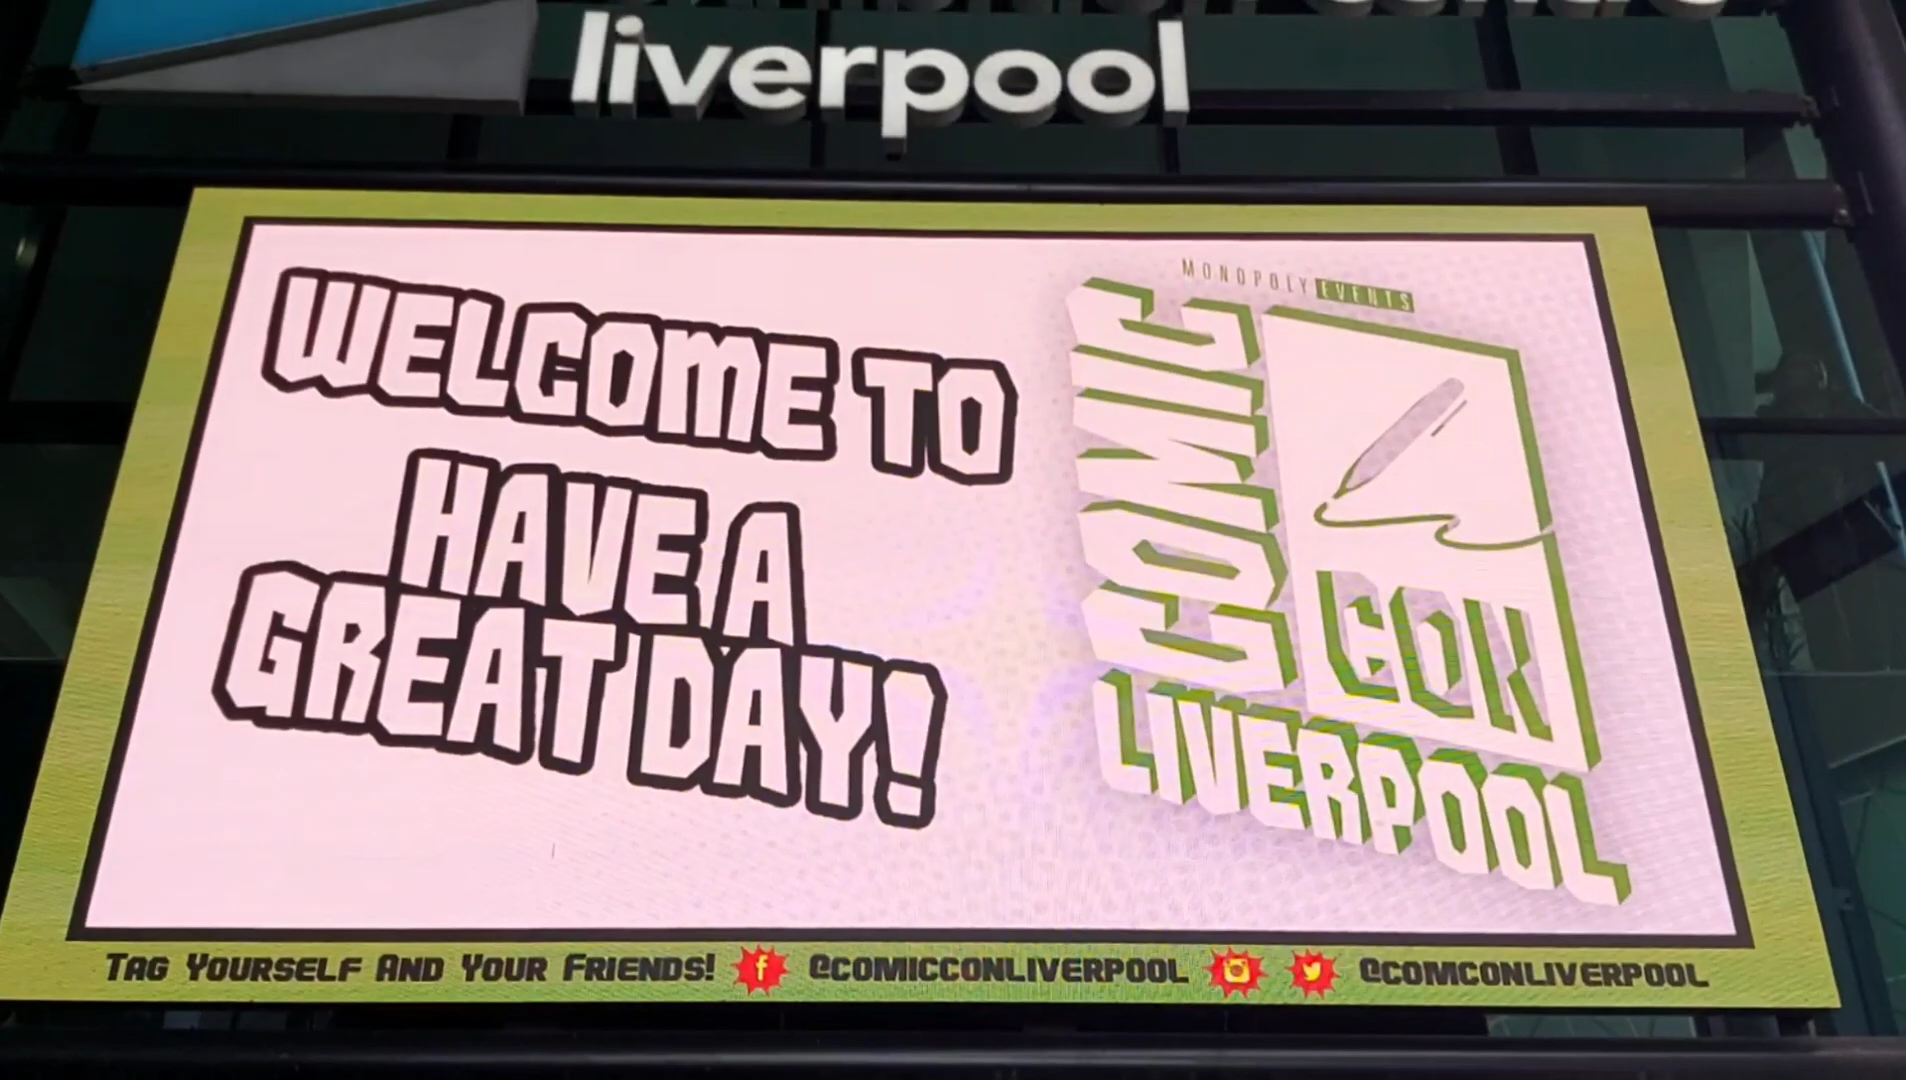 liverpool
WELCOME TO
HAVE A
GREAT DAY!
MONOPOLY EVENTS
COMIC
CON
LIVERPOOL
TAG YOURSELF AND YOUR FRIENDS! @COMICCONLIVERPOOL @COMCONLIVERPOOL